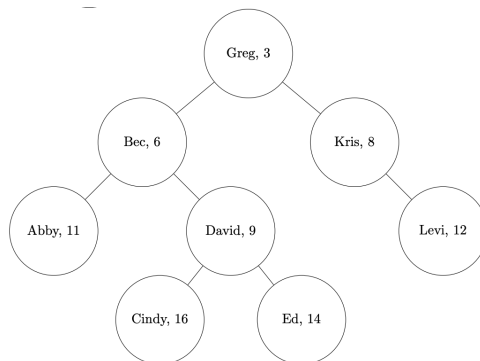 Greg, 3
Bec, 6
Kris, 8
Abby, 11
David, 9
Levi, 12
Cindy, 16
Ed, 14